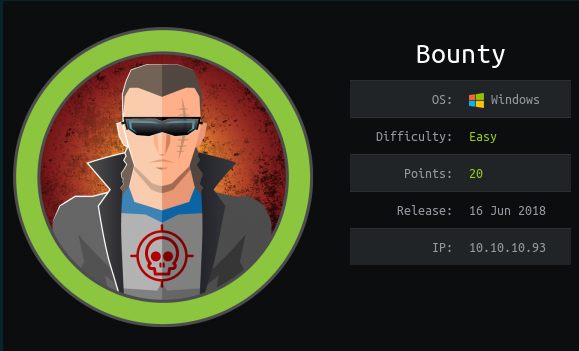 Bounty
OS: Windows
Difficulty: Easy
Points: 20
Release: 16 Jun 2018
IP: 10.10.10.93